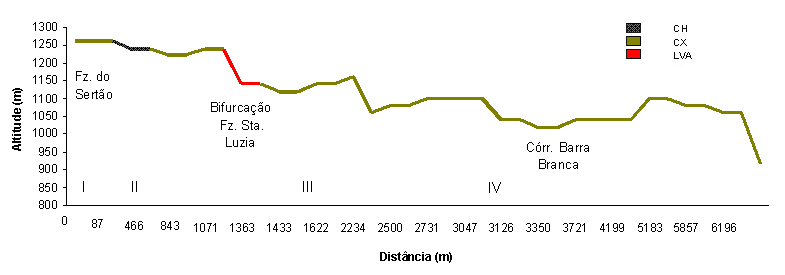 1300
1250
1200
1150
1100
1050
1000
950
900
850
800
Altitude (m)
CH
CX
LVA
Fz. do
Sertão
Bifurcação
Fz. Sta.
Luzia
Córr. Barra
Branca
I II III IV
0 87 466 843 1071 1363 1433 1622 2234 2500 2731 3047 3126 3350 3721 4199 5183 5857 6196
Distância (m)